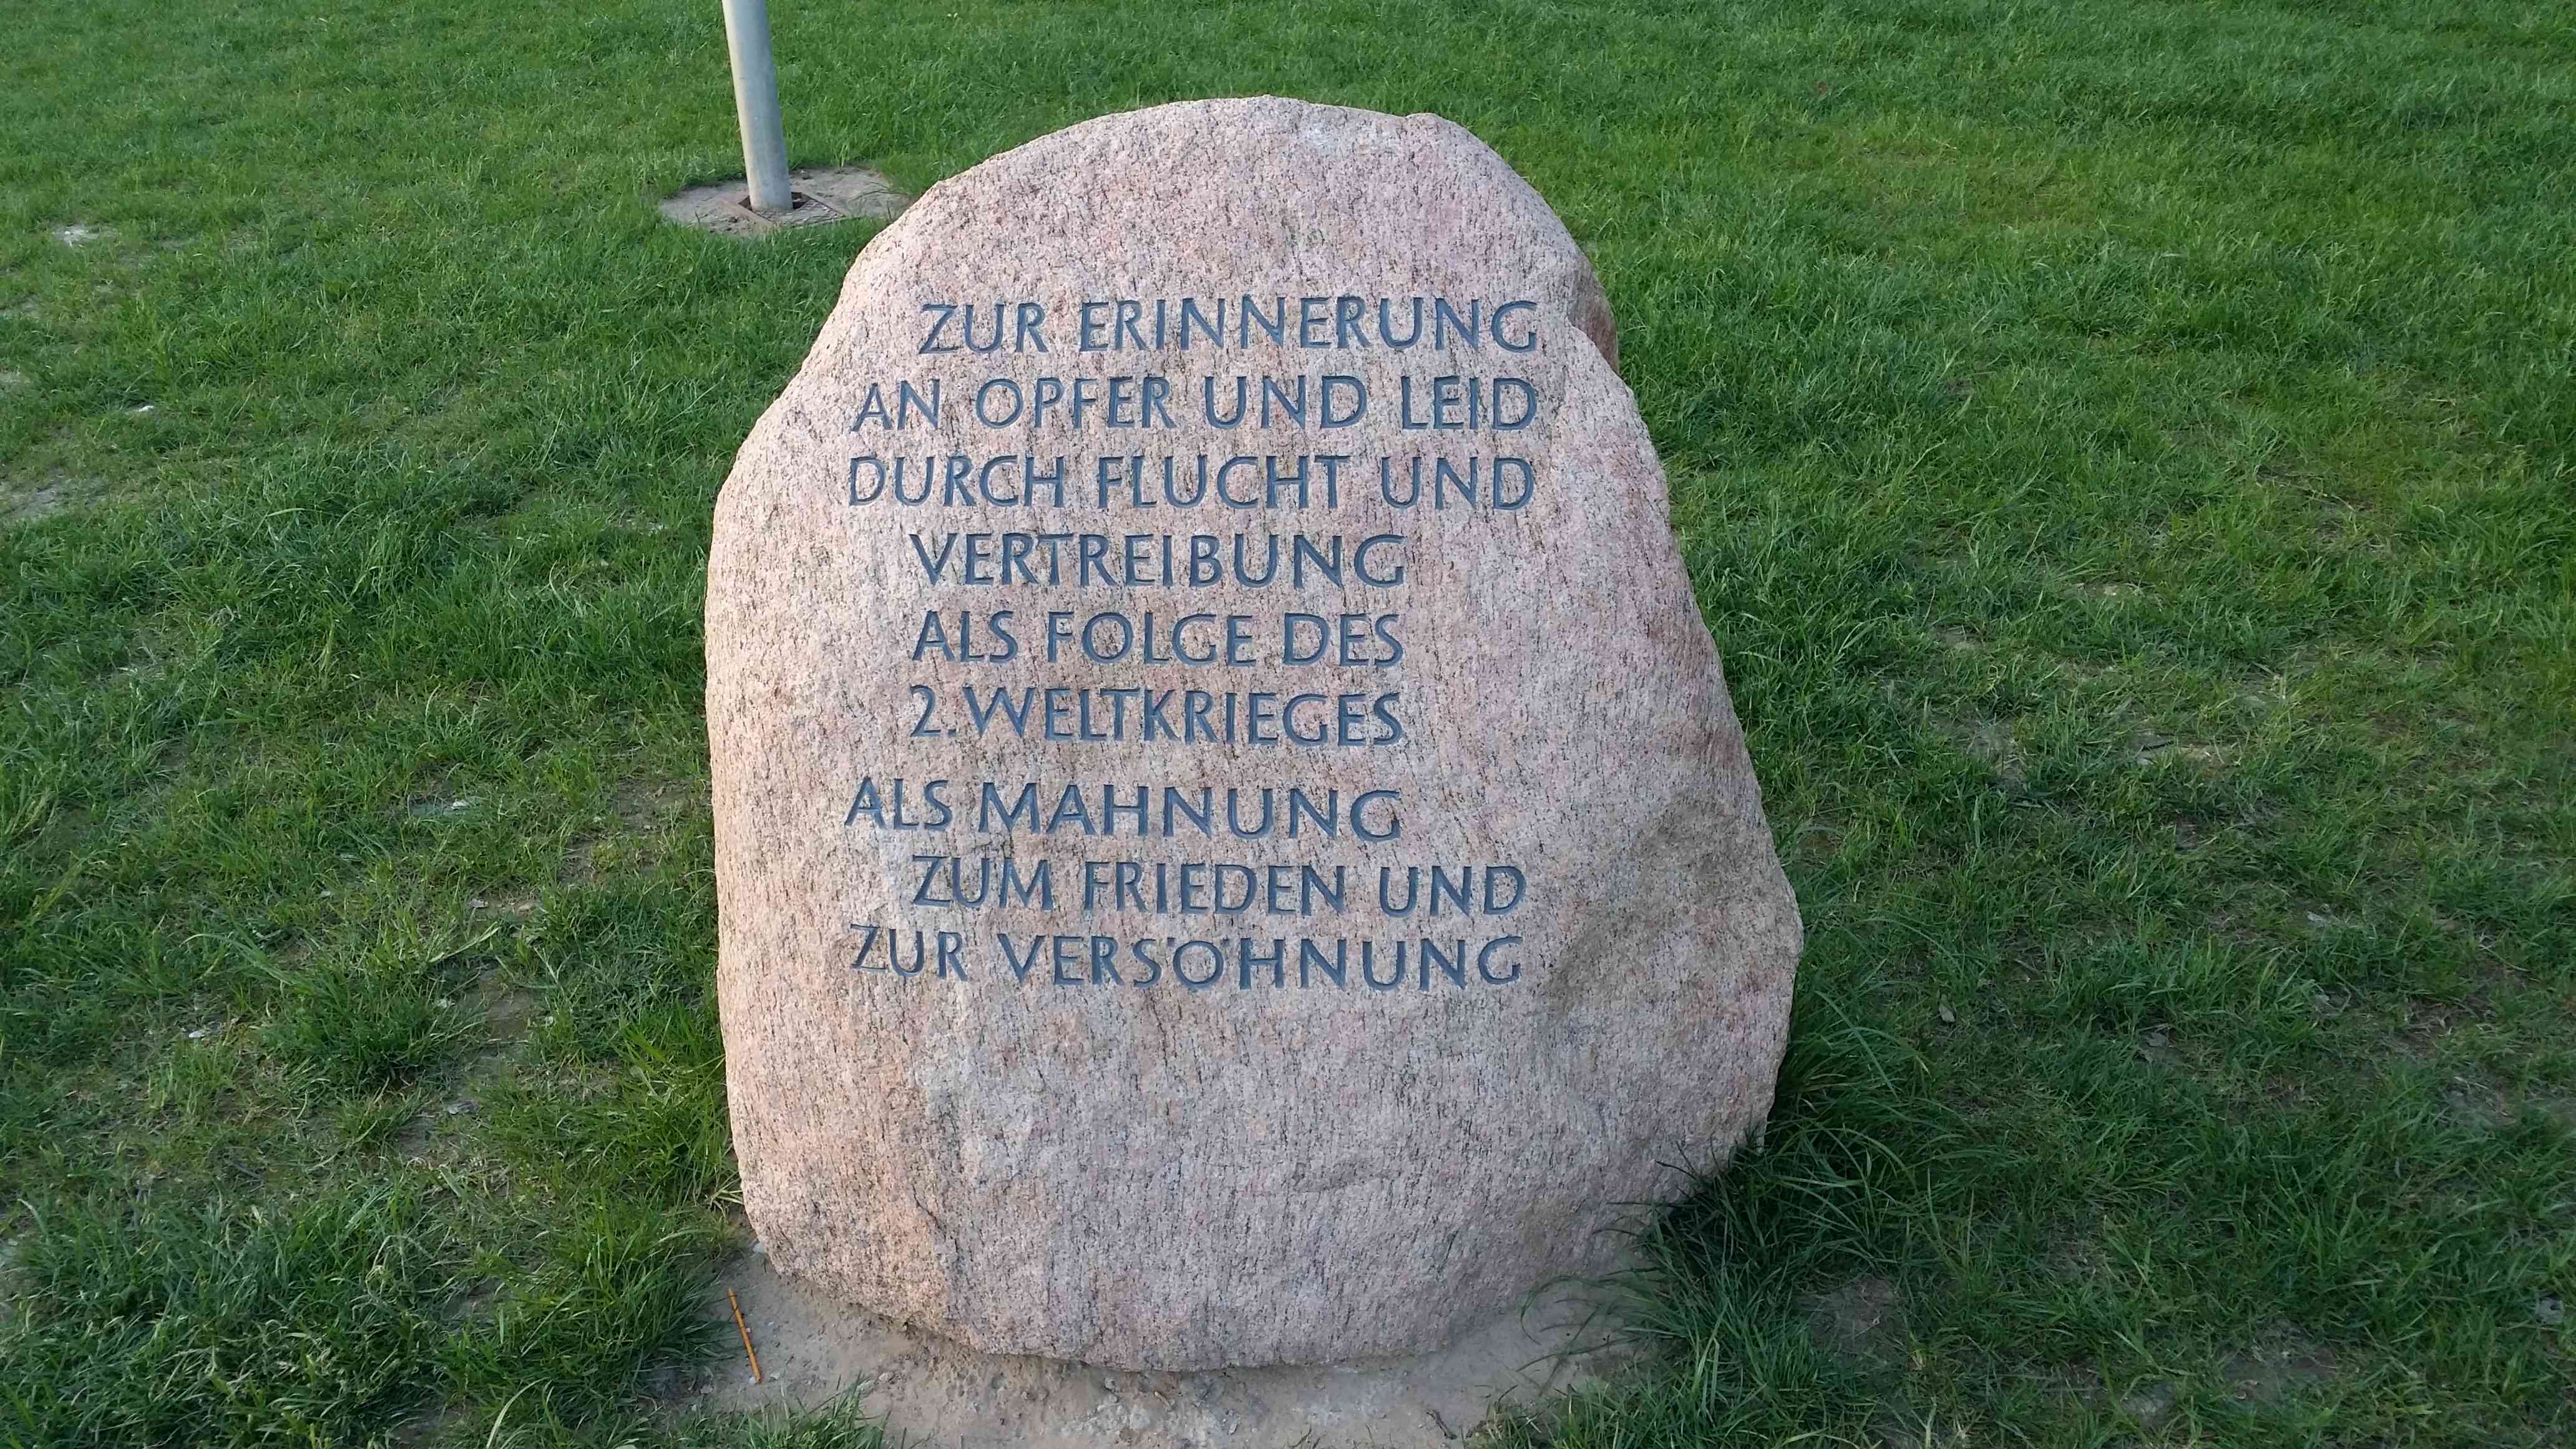 ZUR ERINNERUNG
AN OPFER UND LEID
DURCH FLUCHT UND
VERTREIBUNG
ALS FOLGE DES
2. WELTKRIEGES
ALS MAHNUNG
ZUM FRIEDEN UND
ZUR VERSÖHNUNG